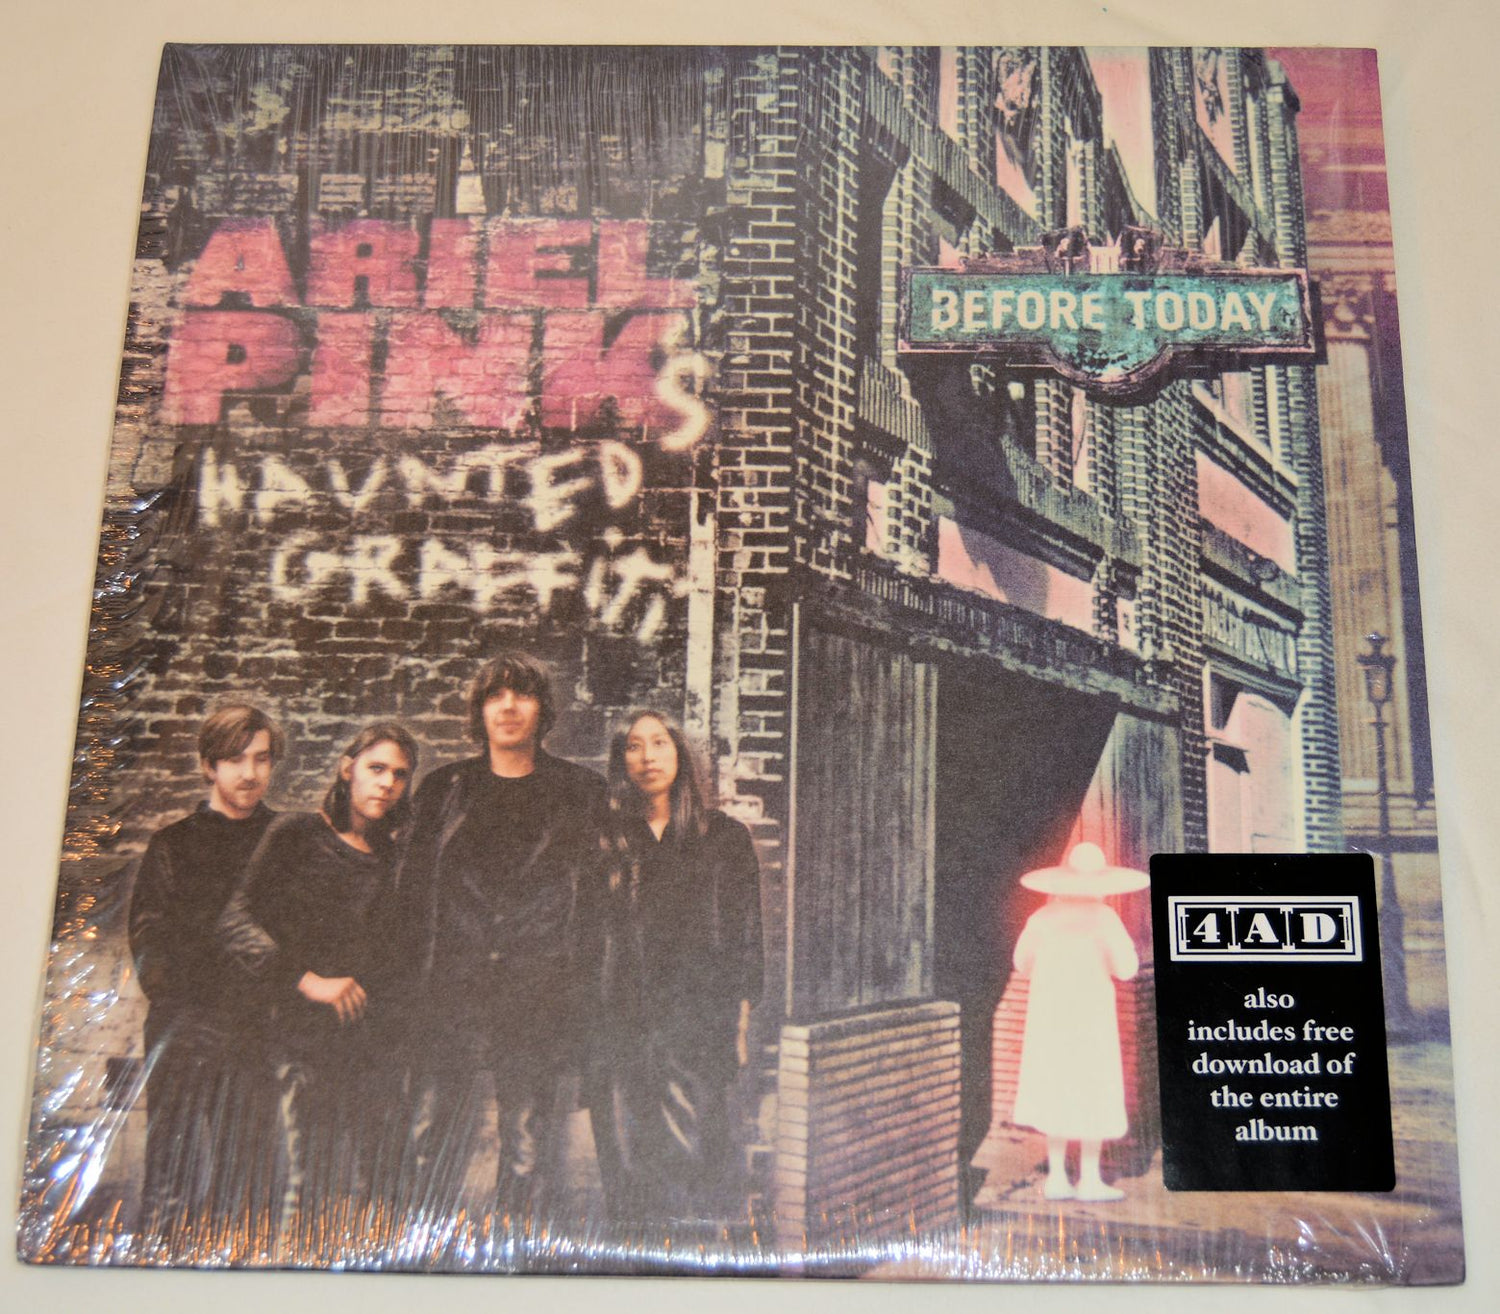 ARIEL
PINK's
HAUNTED
GRAFFiTi
BEFORE TODAY
4AD
also
includes free
download of
the entire
album